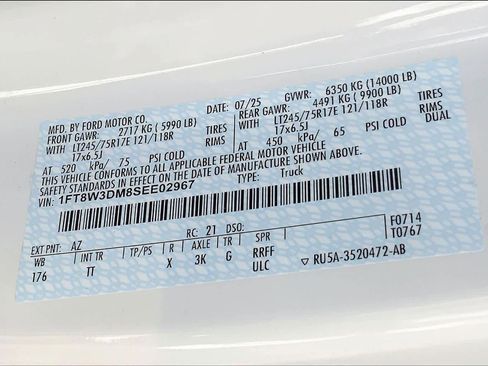 MFD. BY FORD MOTOR CO.
DATE: 07/25 GVWR: 6350 KG (14000 LB)
FRONT GAWR: 2717 KG (5990 LB) REAR GAWR: 4491 KG (9900 LB)
LT245/75R17E 121/118R TIRES LT245/75R17E 121/118R TIRES
17x6.5J RIMS 17x6.5J RIMS
AT 520 kPa/ 75 PSI COLD AT 450 kPa/ 65 PSI COLD DUAL
THIS VEHICLE CONFORMS TO ALL APPLICABLE FEDERAL MOTOR VEHICLE
SAFETY STANDARDS IN EFFECT ON THE DATE OF MANUFACTURE SHOWN ABOVE.
VIN: 1FT8W3DM8SEE02967 TYPE: Truck
F0714
T0767
EXT PNT: AZ RC: 21 DSO:
WB INT TR TP/PS R AXLE TR SPR
176 TT X 3K G RRFF
ULC
RU5A-3520472-AB